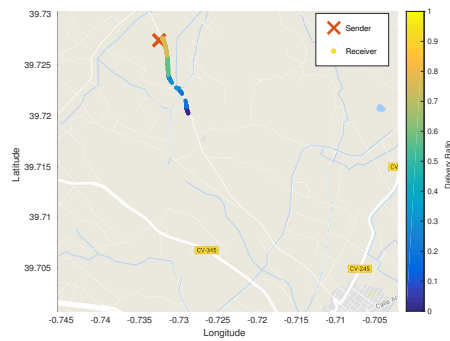 39.73
39.725
39.72
39.715
39.71
39.705
Latitude
-0.745
-0.74
-0.735
-0.73
-0.725
-0.72
-0.715
-0.71
-0.705
Longitude
Sender
Receiver
CV-345
CV-245
CV
Calle Ar
1
0.9
0.8
0.7
0.6
0.5
0.4
0.3
0.2
0.1
0
Delivery Ratio